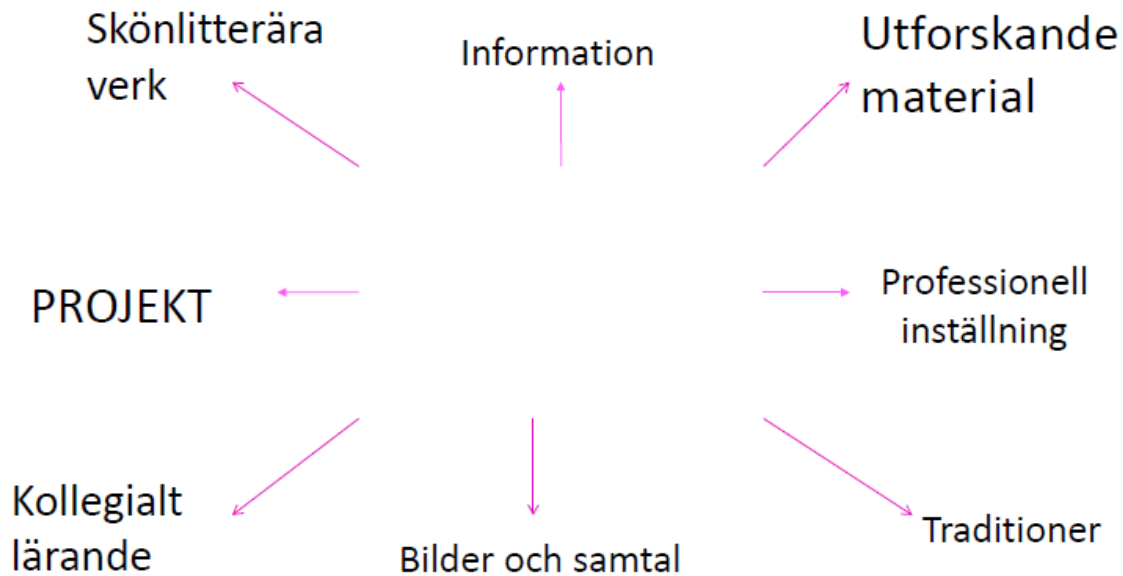 Skönlitterära
verk
Information
Utforskande
material
PROJEKT
Professionell
inställning
Kollegialt
lärande
Bilder och samtal
Traditioner